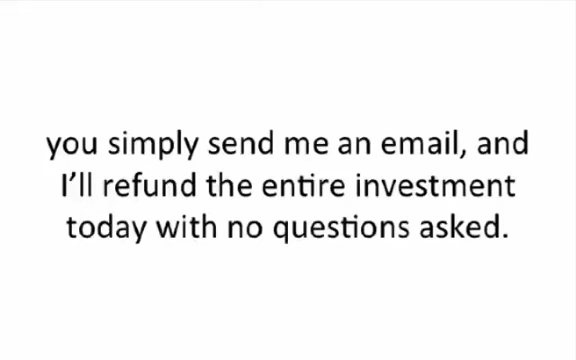 you simply send me an email, and
I’ll refund the entire investment
today with no questions asked.